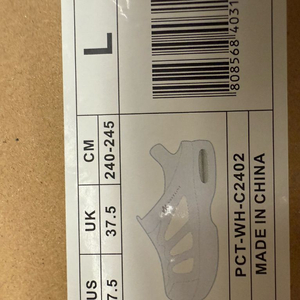 US UK CM L
7.5 37.5 240-245
808568 4031
PCT-WH-C2402
MADE IN CHINA